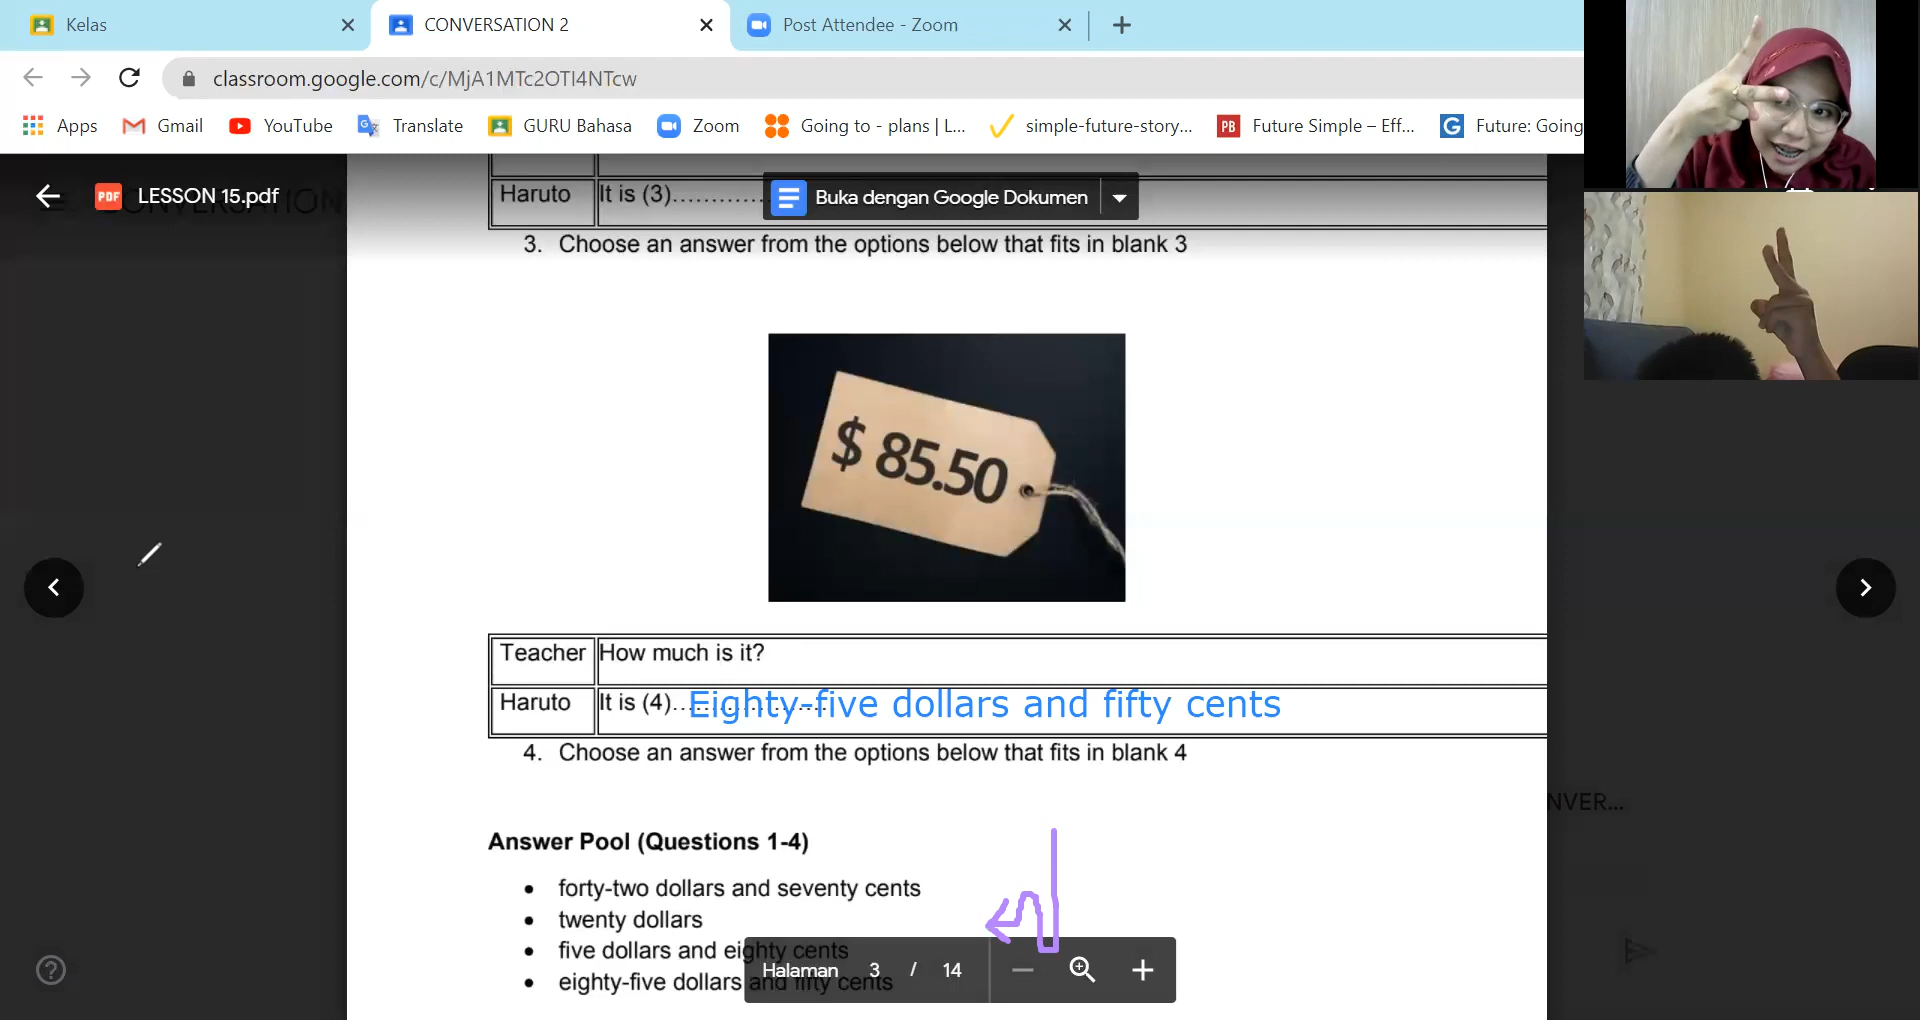 Kelas
CONVERSATION 2
Post Attendee - Zoom
classroom.google.com/c/MjA1MTc2OTI4NTcw
Apps Gmail YouTube Translate GURU Bahasa Zoom Going to - plans | L... simple-future-story... PB Future Simple – Eff... Future: Going
PDF LESSON 15.pdf
Haruto It is (3)..............
Buka dengan Google Dokumen
3. Choose an answer from the options below that fits in blank 3
$ 85.50
Teacher How much is it?
Haruto It is (4).................... Eighty-five dollars and fifty cents
4. Choose an answer from the options below that fits in blank 4
NVER...
Answer Pool (Questions 1-4)
• forty-two dollars and seventy cents
• twenty dollars
• five dollars and eighty cents
• eighty-five dollars and fifty cents
Halaman 3 / 14